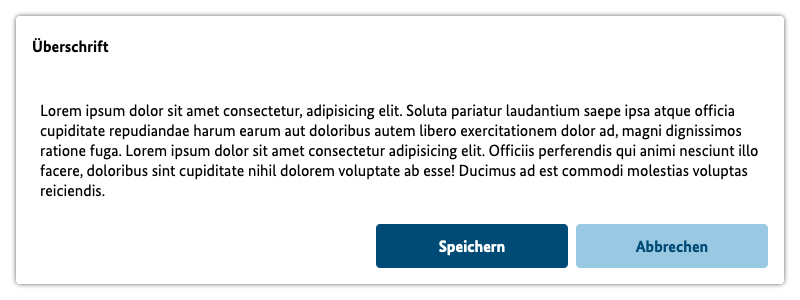 Überschrift
Lorem ipsum dolor sit amet consectetur, adipisicing elit. Soluta pariatur laudantium saepe ipsa atque officia
cupiditate repudiandae harum earum aut doloribus autem libero exercitationem dolor ad, magni dignissimos
ratione fuga. Lorem ipsum dolor sit amet consectetur adipisicing elit. Officiis perferendis qui animi nesciunt illo
facere, doloribus sint cupiditate nihil dolorem voluptate ab esse! Ducimus ad est commodi molestias voluptas
reiciendis.
Speichern
Abbrechen